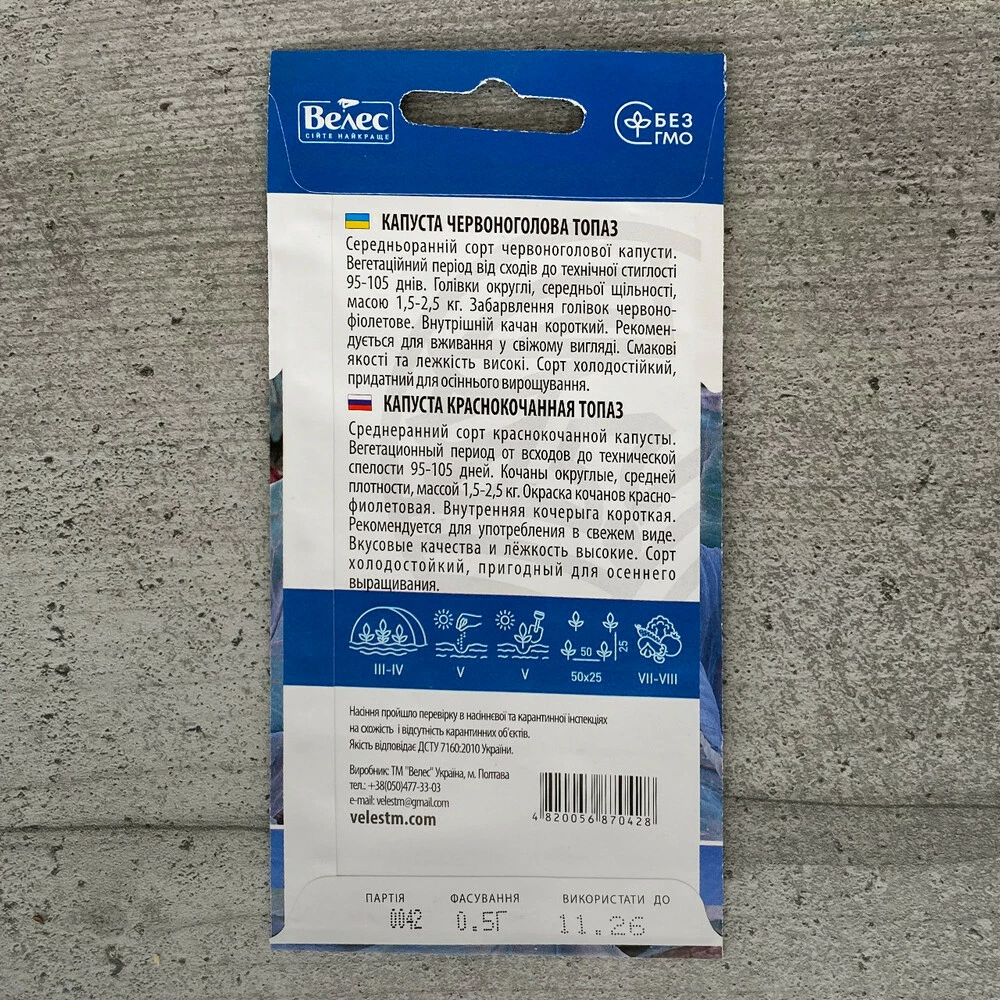 Велес
СІЙТЕ НАЙКРАЩЕ
БЕЗ
ГМО
КАПУСТА ЧЕРВОНОГОЛОВА ТОПАЗ
Середньоранній сорт червоноголової капусти.
Вегетаційний період від сходів до технічної стиглості
95-105 днів. Голівки округлі, середньої щільності,
масою 1,5-2,5 кг. Забарвлення голівок червоно-
фіолетове. Внутрішній качан короткий. Рекомен-
дується для вживання у свіжому вигляді. Смакові
якості та лежкість високі. Сорт холодостійкий,
придатний для осіннього вирощування.
КАПУСТА КРАСНОКОЧАННАЯ ТОПАЗ
Среднеранний сорт краснокочанной капусты.
Вегетационный период от всходов до технической
спелости 95-105 дней. Кочаны округлые, средней
плотности, массой 1,5-2,5 кг. Окраска кочанов красно-
фиолетовая. Внутренняя кочерыга короткая.
Рекомендуется для употребления в свежем виде.
Вкусовые качества и лёжкость высокие. Сорт
холодостойкий, пригодный для осеннего
выращивания.
50
25
III-IV
V
V
50х25
VII-VIII
Насіння пройшло перевірку в насіннєвої та карантинної інспекціях
на схожість і відсутність карантинних об'єктів.
Якість відповідає ДСТУ 7160:2010 України.
Виробник: ТМ "Велес" Україна, м. Полтава
тел.: +38(050)477-33-03
e-mail: velestm@gmail.com
velestm.com
4 820056 870428
ПАРТІЯ ФАСУВАННЯ ВИКОРИСТАТИ ДО
0042 0.5Г 11.26